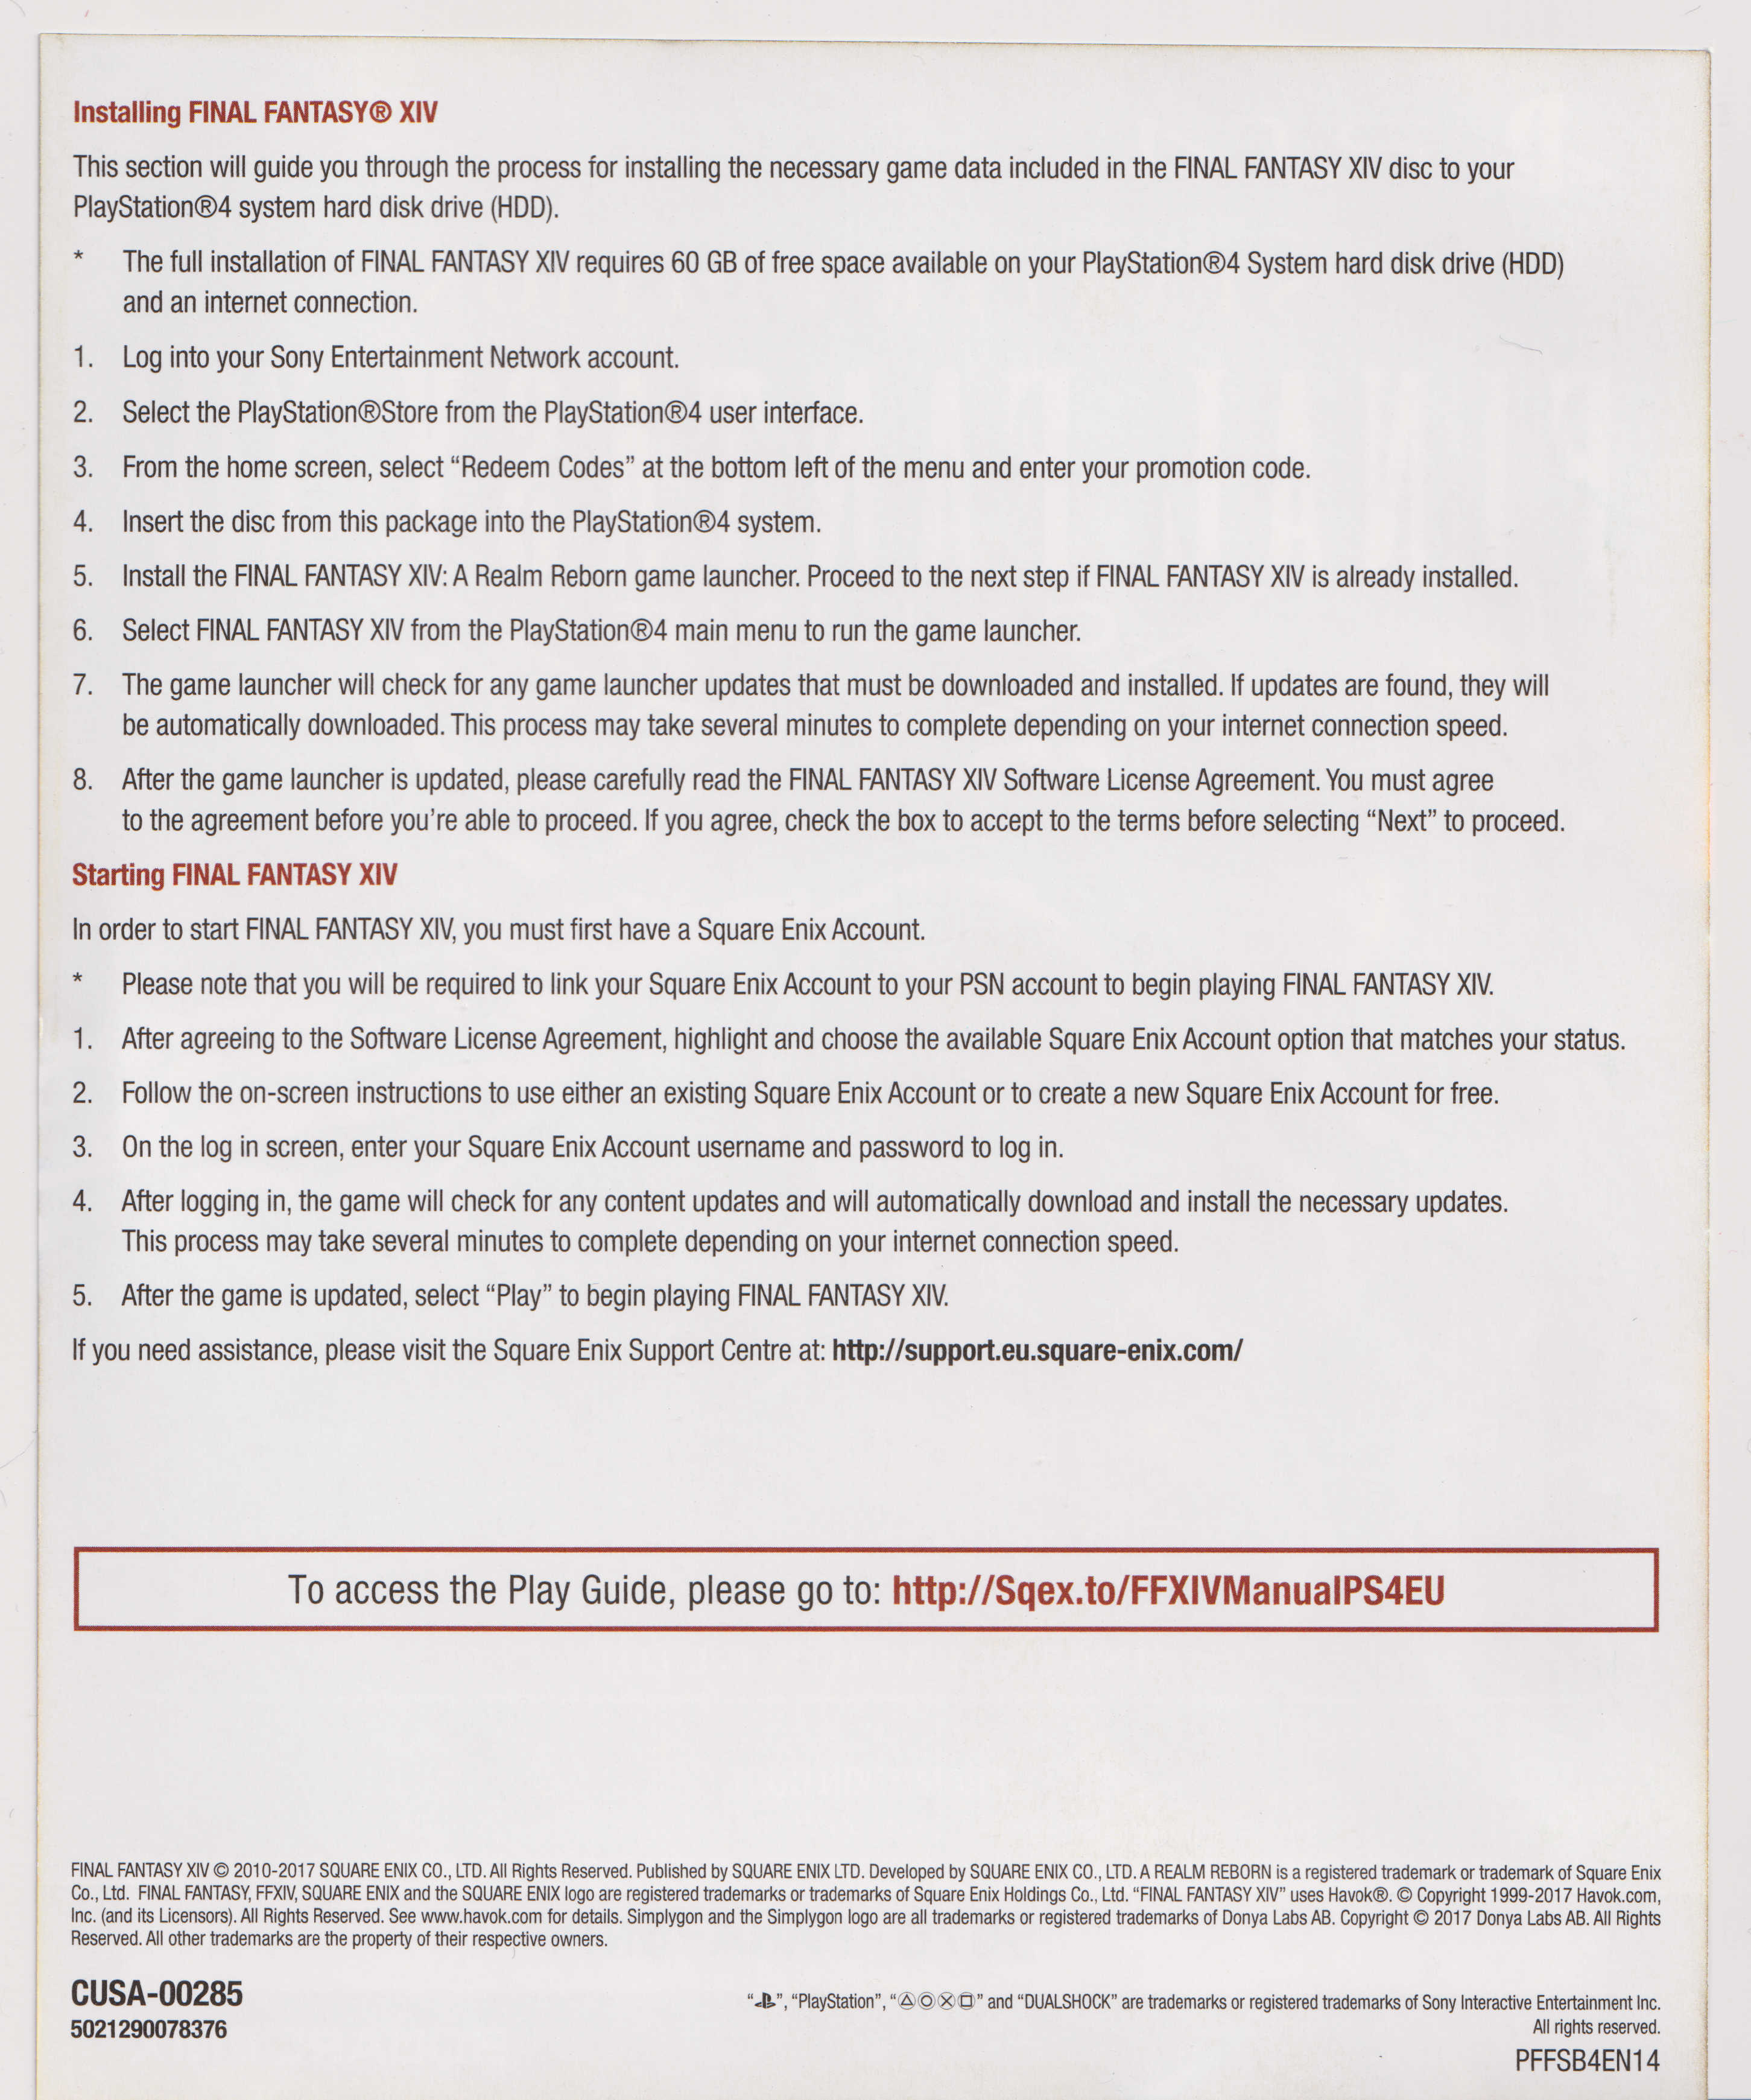 Installing FINAL FANTASY® XIV
This section will guide you through the process for installing the necessary game data included in the FINAL FANTASY XIV disc to your
PlayStation®4 system hard disk drive (HDD).
* The full installation of FINAL FANTASY XIV requires 60 GB of free space available on your PlayStation®4 System hard disk drive (HDD)
and an internet connection.
1. Log into your Sony Entertainment Network account.
2. Select the PlayStation®Store from the PlayStation®4 user interface.
3. From the home screen, select “Redeem Codes” at the bottom left of the menu and enter your promotion code.
4. Insert the disc from this package into the PlayStation®4 system.
5. Install the FINAL FANTASY XIV: A Realm Reborn game launcher. Proceed to the next step if FINAL FANTASY XIV is already installed.
6. Select FINAL FANTASY XIV from the PlayStation®4 main menu to run the game launcher.
7. The game launcher will check for any game launcher updates that must be downloaded and installed. If updates are found, they will
be automatically downloaded. This process may take several minutes to complete depending on your internet connection speed.
8. After the game launcher is updated, please carefully read the FINAL FANTASY XIV Software License Agreement. You must agree
to the agreement before you’re able to proceed. If you agree, check the box to accept to the terms before selecting “Next” to proceed.
Starting FINAL FANTASY XIV
In order to start FINAL FANTASY XIV, you must first have a Square Enix Account.
* Please note that you will be required to link your Square Enix Account to your PSN account to begin playing FINAL FANTASY XIV.
1. After agreeing to the Software License Agreement, highlight and choose the available Square Enix Account option that matches your status.
2. Follow the on-screen instructions to use either an existing Square Enix Account or to create a new Square Enix Account for free.
3. On the log in screen, enter your Square Enix Account username and password to log in.
4. After logging in, the game will check for any content updates and will automatically download and install the necessary updates.
This process may take several minutes to complete depending on your internet connection speed.
5. After the game is updated, select “Play” to begin playing FINAL FANTASY XIV.
If you need assistance, please visit the Square Enix Support Centre at: http://support.eu.square-enix.com/
To access the Play Guide, please go to: http://Sqex.to/FFXIVManualPS4EU
FINAL FANTASY XIV © 2010-2017 SQUARE ENIX CO., LTD. All Rights Reserved. Published by SQUARE ENIX LTD. Developed by SQUARE ENIX CO., LTD. A REALM REBORN is a registered trademark or trademark of Square Enix
Co., Ltd. FINAL FANTASY, FFXIV, SQUARE ENIX and the SQUARE ENIX logo are registered trademarks or trademarks of Square Enix Holdings Co., Ltd. “FINAL FANTASY XIV” uses Havok®. © Copyright 1999-2017 Havok.com,
Inc. (and its Licensors). All Rights Reserved. See www.havok.com for details. Simplygon and the Simplygon logo are all trademarks or registered trademarks of Donya Labs AB. Copyright © 2017 Donya Labs AB. All Rights
Reserved. All other trademarks are the property of their respective owners.
CUSA-00285
5021290078376
“ ”, “PlayStation”, “△○✕□” and “DUALSHOCK” are trademarks or registered trademarks of Sony Interactive Entertainment Inc.
All rights reserved.
PFFSB4EN14